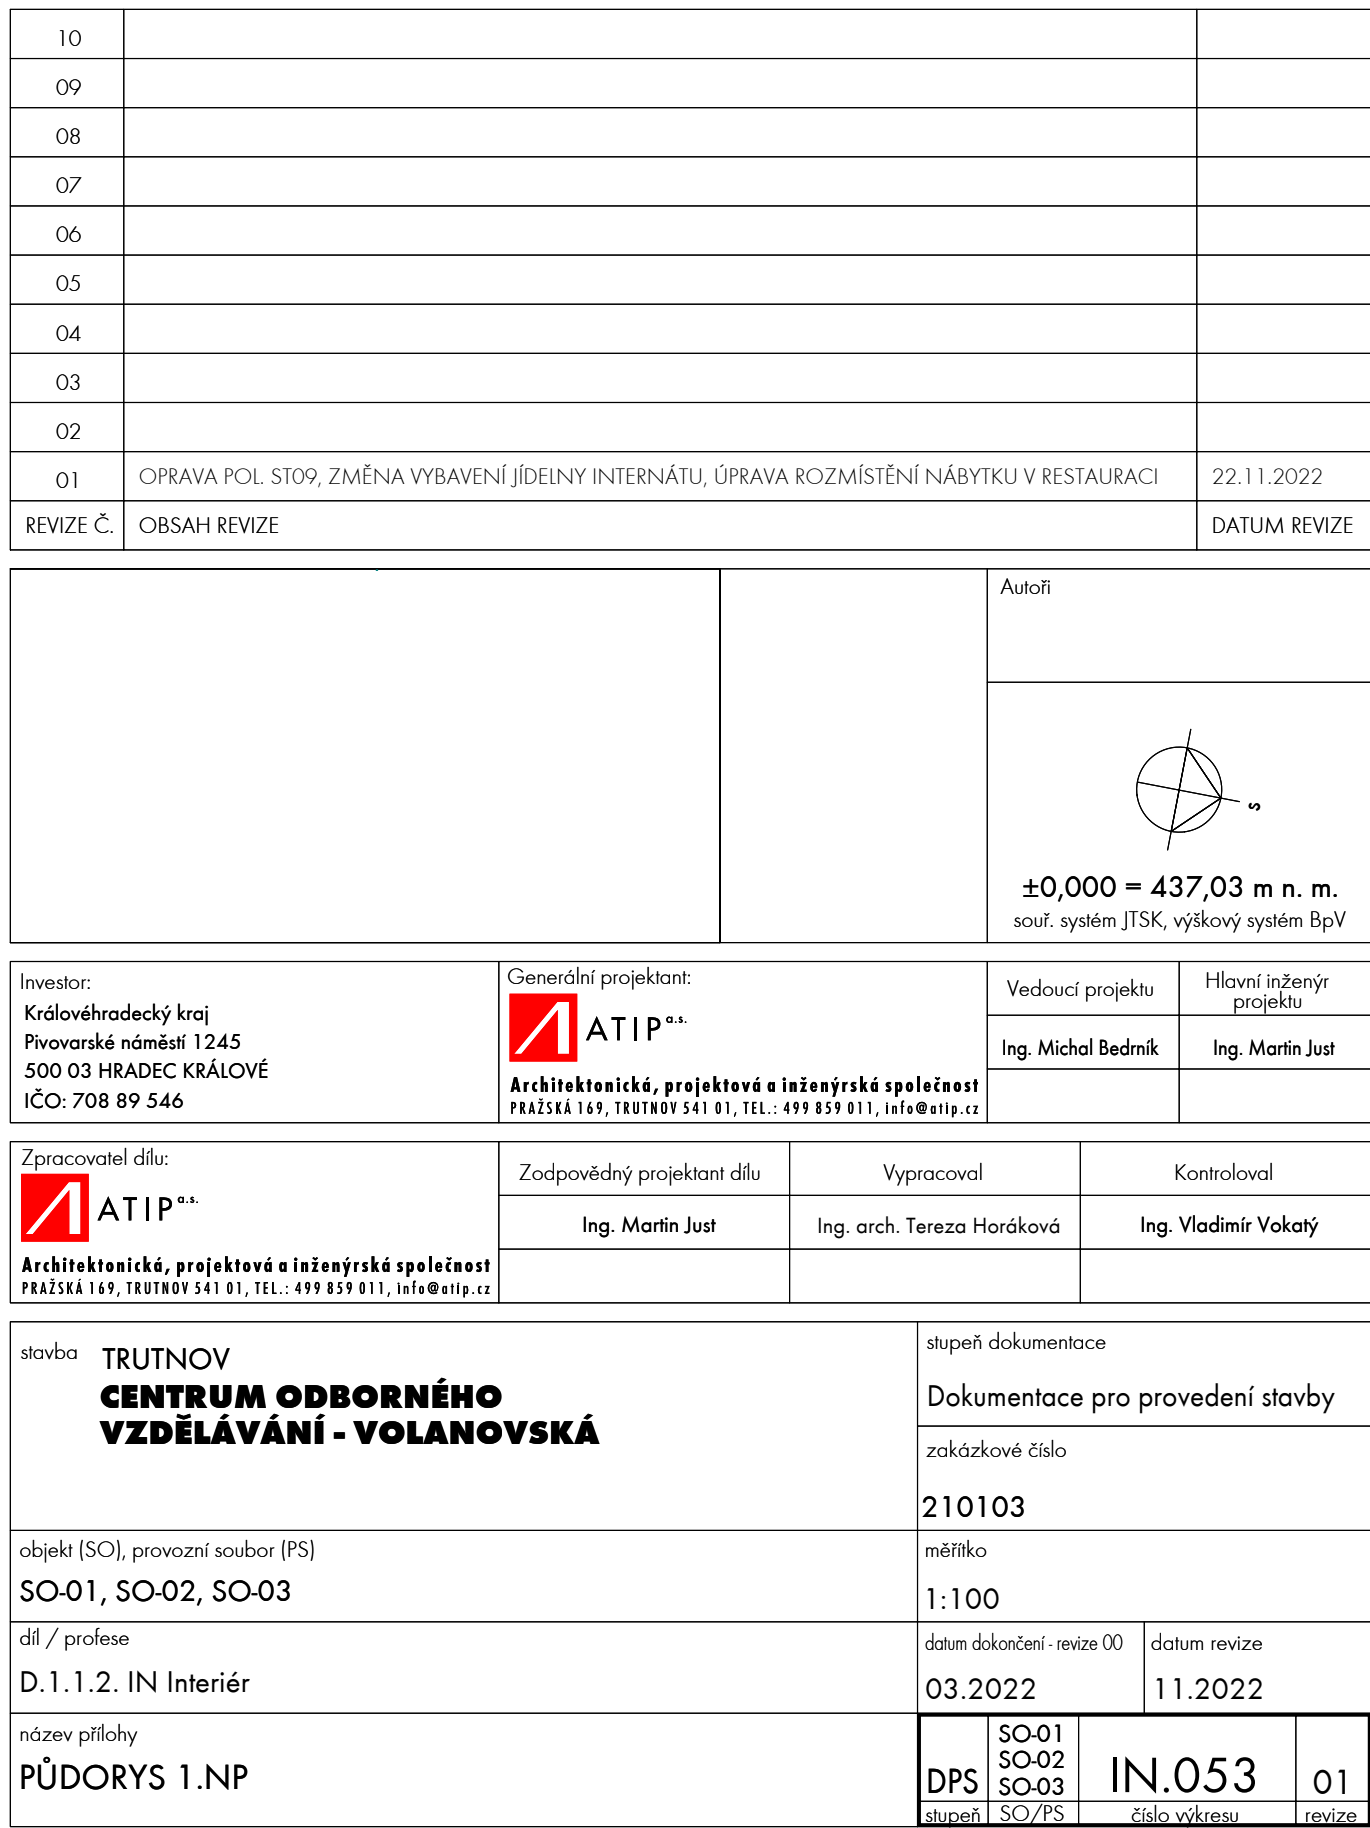 10
09
08
07
06
05
04
03
02
01 OPRAVA POL. ST09, ZMĚNA VYBAVENÍ JÍDELNY INTERNÁTU, ÚPRAVA ROZMÍSTĚNÍ NÁBYTKU V RESTAURACI 22.11.2022
REVIZE Č. OBSAH REVIZE DATUM REVIZE
Autoři
S
±0,000 = 437,03 m n. m.
souř. systém JTSK, výškový systém BpV
Investor:
Královéhradecký kraj
Pivovarské náměstí 1245
500 03 HRADEC KRÁLOVÉ
IČO: 708 89 546
Generální projektant:
ATIP a.s.
Architektonická, projektová a inženýrská společnost
PRAŽSKÁ 169, TRUTNOV 541 01, TEL.: 499 859 011, info@atip.cz
Vedoucí projektu
Ing. Michal Bedrník
Hlavní inženýr
projektu
Ing. Martin Just
Zpracovatel dílu:
ATIP a.s.
Architektonická, projektová a inženýrská společnost
PRAŽSKÁ 169, TRUTNOV 541 01, TEL.: 499 859 011, info@atip.cz
Zodpovědný projektant dílu
Ing. Martin Just
Vypracoval
Ing. arch. Tereza Horáková
Kontroloval
Ing. Vladimír Vokatý
stavba TRUTNOV
CENTRUM ODBORNÉHO
VZDĚLÁVÁNÍ - VOLANOVSKÁ
stupeň dokumentace
Dokumentace pro provedení stavby
zakázkové číslo
210103
objekt (SO), provozní soubor (PS)
SO-01, SO-02, SO-03
měřítko
1:100
díl / profese
D.1.1.2. IN Interiér
datum dokončení - revize 00
03.2022
datum revize
11.2022
název přílohy
PŮDORYS 1.NP
DPS
stupeň
SO-01
SO-02
SO-03
SO/PS
IN.053
číslo výkresu
01
revize